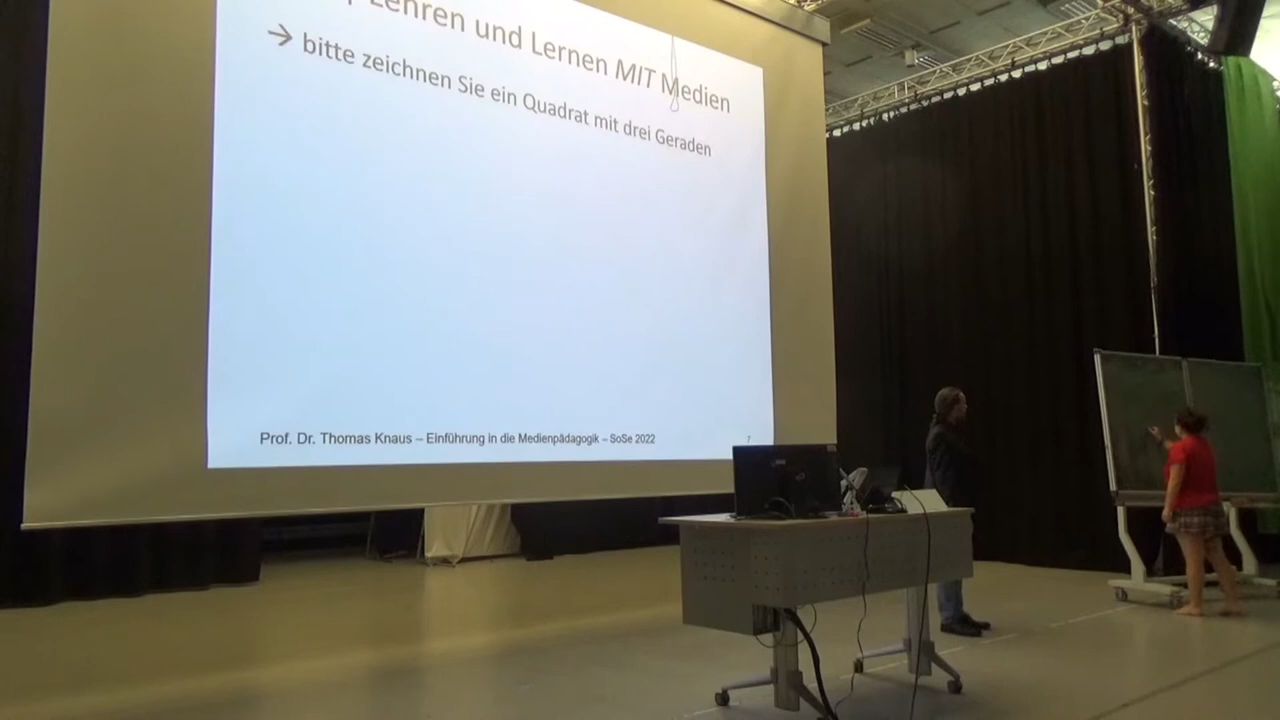 Lehren und Lernen MIT Medien
→ bitte zeichnen Sie ein Quadrat mit drei Geraden
Prof. Dr. Thomas Knaus – Einführung in die Medienpädagogik – SoSe 2022
7